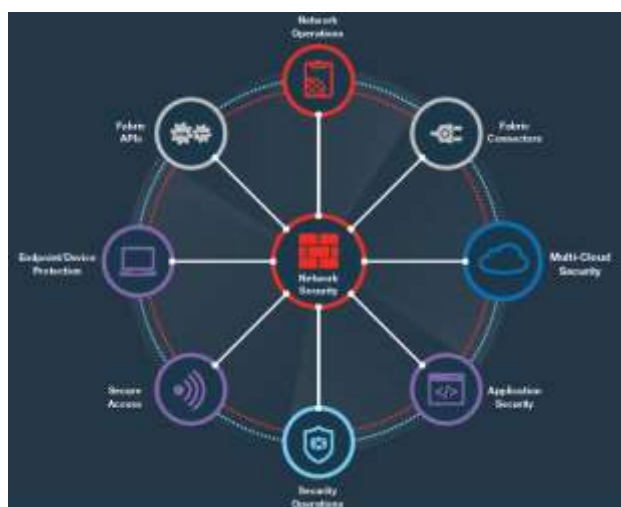 Network
Operations
Fabric
APIs
Fabric
Connectors
Endpoint/Device
Protection
Network
Security
Multi-Cloud
Security
Secure
Access
</>
Application
Security
Security
Operations